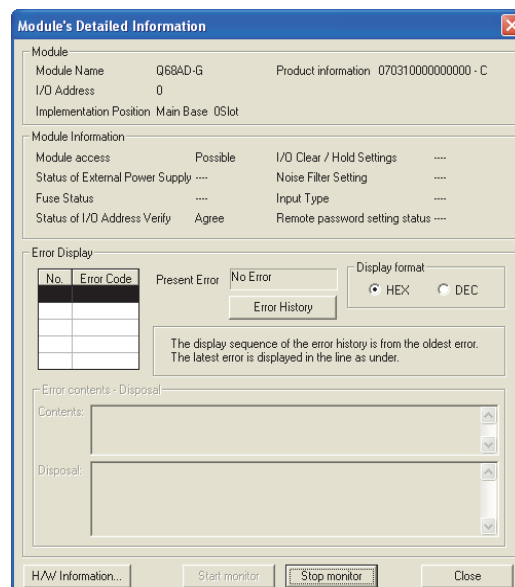 Module's Detailed Information
Module
Module Name Q68AD-G Product information 070310000000000 - C
I/O Address 0
Implementation Position Main Base 0Slot
Module Information
Module access Possible I/O Clear / Hold Settings ----
Status of External Power Supply ---- Noise Filter Setting ----
Fuse Status ---- Input Type ----
Status of I/O Address Verify Agree Remote password setting status ----
Error Display
No. Error Code
Present Error No Error
Display format
HEX DEC
Error History
The display sequence of the error history is from the oldest error.
The latest error is displayed in the line as under.
Error contents - Disposal
Contents:
Disposal:
H/W Information... Start monitor Stop monitor Close